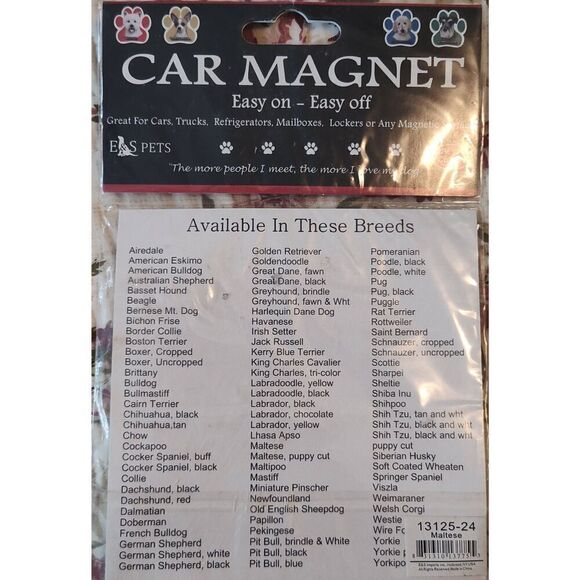 CAR MAGNET
Easy on - Easy off
Great For Cars, Trucks, Refrigerators, Mailboxes, Lockers or Any Magnetic
E&S PETS
"The more people I meet, the more I love my dog"
Available In These Breeds
Airedale
American Eskimo
American Bulldog
Australian Shepherd
Basset Hound
Beagle
Bernese Mt. Dog
Bichon Frise
Border Collie
Boston Terrier
Boxer, Cropped
Boxer, Uncropped
Brittany
Bulldog
Bullmastiff
Cairn Terrier
Chihuahua, black
Chihuahua,tan
Chow
Cockapoo
Cocker Spaniel, buff
Cocker Spaniel, black
Collie
Dachshund, black
Dachshund, red
Dalmatian
Doberman
French Bulldog
German Shepherd
German Shepherd, white
German Shepherd, black
Golden Retriever
Goldendoodle
Great Dane, fawn
Great Dane, black
Greyhound, brindle
Greyhound, fawn & Wht
Harlequin Dane Dog
Havanese
Irish Setter
Jack Russell
Kerry Blue Terrier
King Charles Cavalier
King Charles, tri-color
Labradoodle, yellow
Labradoodle, black
Labrador, black
Labrador, chocolate
Labrador, yellow
Lhasa Apso
Maltese
Maltese, puppy cut
Maltipoo
Mastiff
Miniature Pinscher
Newfoundland
Old English Sheepdog
Papillon
Pekingese
Pit Bull, brindle & White
Pit Bull, black
Pit Bull, blue
Pomeranian
Poodle, black
Poodle, white
Pug
Pug, black
Puggle
Rat Terrier
Rottweiler
Saint Bernard
Schnauzer, cropped
Schnauzer, uncropped
Scottie
Sharpei
Sheltie
Shiba Inu
Shihpoo
Shih Tzu, tan and wht
Shih Tzu, black and wht
Shih Tzu, black and wht
puppy cut
Siberian Husky
Soft Coated Wheaten
Springer Spaniel
Viszla
Weimaraner
Welsh Corgi
Westie
Wire Fo
Yorkie
Yorkie
Yorkipo
13125-24
Maltese